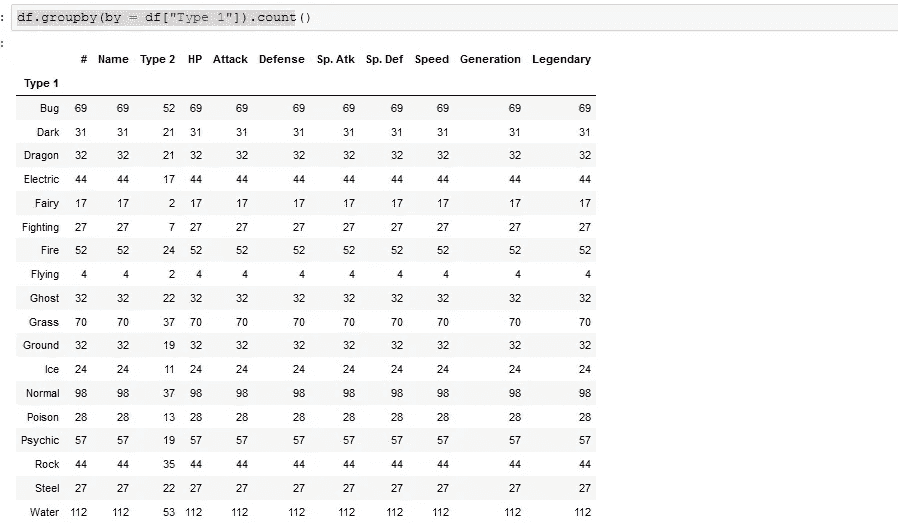 df.groupby(by = df["Type 1"]).count()
# Name Type 2 HP Attack Defense Sp. Atk Sp. Def Speed Generation Legendary
Type 1
Bug 69 69 52 69 69 69 69 69 69 69 69
Dark 31 31 21 31 31 31 31 31 31 31 31
Dragon 32 32 21 32 32 32 32 32 32 32 32
Electric 44 44 17 44 44 44 44 44 44 44 44
Fairy 17 17 2 17 17 17 17 17 17 17 17
Fighting 27 27 7 27 27 27 27 27 27 27 27
Fire 52 52 24 52 52 52 52 52 52 52 52
Flying 4 4 2 4 4 4 4 4 4 4 4
Ghost 32 32 22 32 32 32 32 32 32 32 32
Grass 70 70 37 70 70 70 70 70 70 70 70
Ground 32 32 19 32 32 32 32 32 32 32 32
Ice 24 24 11 24 24 24 24 24 24 24 24
Normal 98 98 37 98 98 98 98 98 98 98 98
Poison 28 28 13 28 28 28 28 28 28 28 28
Psychic 57 57 19 57 57 57 57 57 57 57 57
Rock 44 44 35 44 44 44 44 44 44 44 44
Steel 27 27 22 27 27 27 27 27 27 27 27
Water 112 112 53 112 112 112 112 112 112 112 112